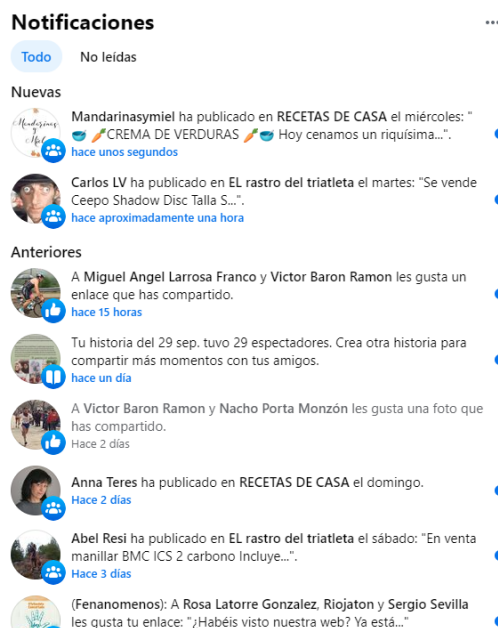 Notificaciones
Todo
No leídas
Nuevas
Mandarinasymiel ha publicado en RECETAS DE CASA el miércoles: "
🥣 🥕CREMA DE VERDURAS 🥕🥣 Hoy cenamos un riquísima...".
hace unos segundos
Carlos LV ha publicado en EL rastro del triatleta el martes: "Se vende
Ceepo Shadow Disc Talla S...".
hace aproximadamente una hora
Anteriores
A Miguel Angel Larrosa Franco y Victor Baron Ramon les gusta un
enlace que has compartido.
hace 15 horas
Tu historia del 29 sep. tuvo 29 espectadores. Crea otra historia para
compartir más momentos con tus amigos.
hace un día
A Victor Baron Ramon y Nacho Porta Monzón les gusta una foto que
has compartido.
Hace 2 días
Anna Teres ha publicado en RECETAS DE CASA el domingo.
Hace 2 días
Abel Resi ha publicado en EL rastro del triatleta el sábado: "En venta
manillar BMC ICS 2 carbono Incluye...".
Hace 3 días
(Fenanomenos): A Rosa Latorre Gonzalez, Riojaton y Sergio Sevilla
les gusta tu enlace: "¿Habéis visto nuestra web? Ya está..."